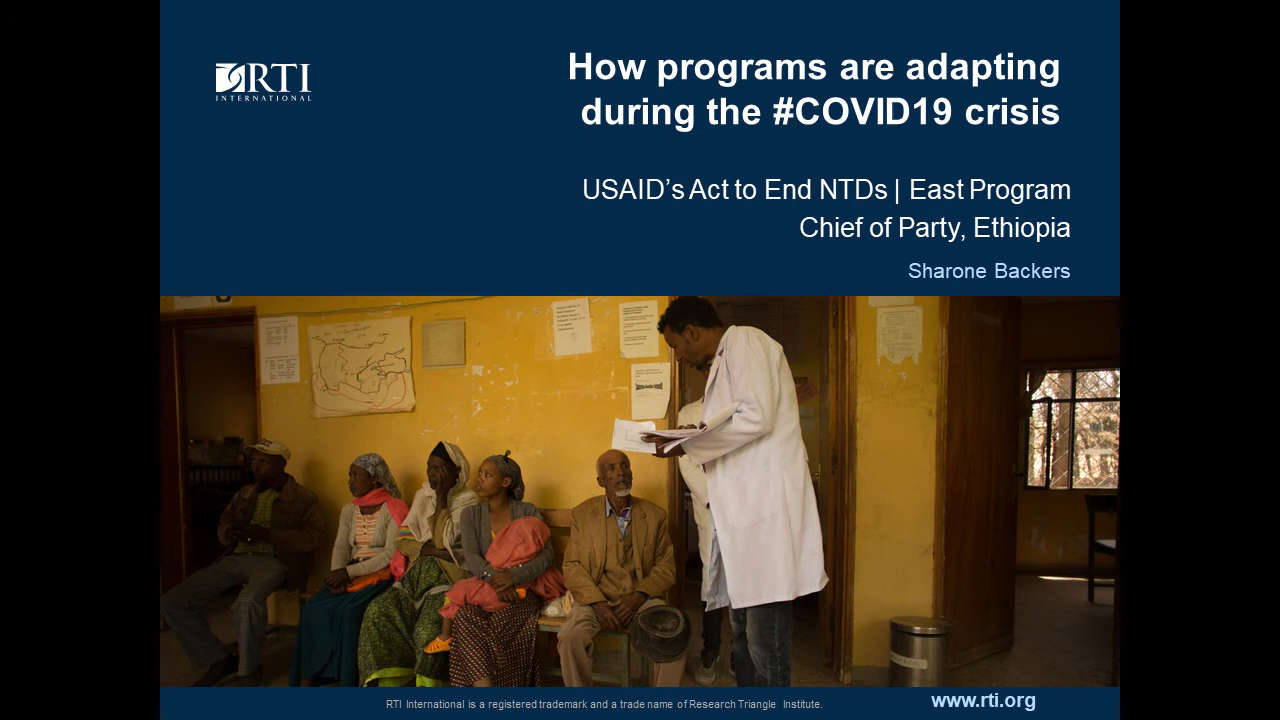 RTI
INTERNATIONAL
How programs are adapting
during the #COVID19 crisis
USAID’s Act to End NTDs | East Program
Chief of Party, Ethiopia
Sharone Backers
RTI International is a registered trademark and a trade name of Research Triangle Institute.
www.rti.org